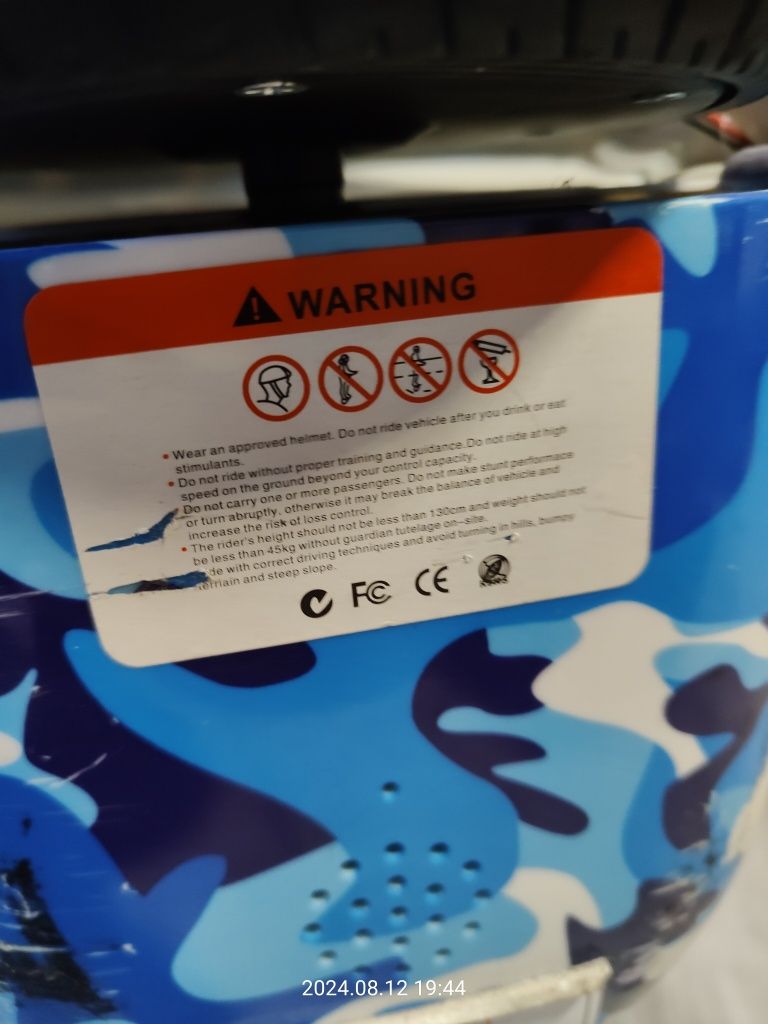 WARNING
• Wear an approved helmet. Do not ride vehicle after you drink or eat
stimulants.
• Do not ride without proper training and guidance.Do not ride at high
speed on the ground beyond your control capacity.
Do not carry one or more passengers. Do not make stunt performace
or turn abruptly, otherwise it may break the balance of vehicle and
increase the risk of loss control.
• The rider's height should not be less than 130cm and weight should not
be less than 45kg without guardian tutelage on-site.
de with correct driving techniques and avoid turning in hills, bumpy
terriain and steep slope.
FC CE
2024.08.12 19:44